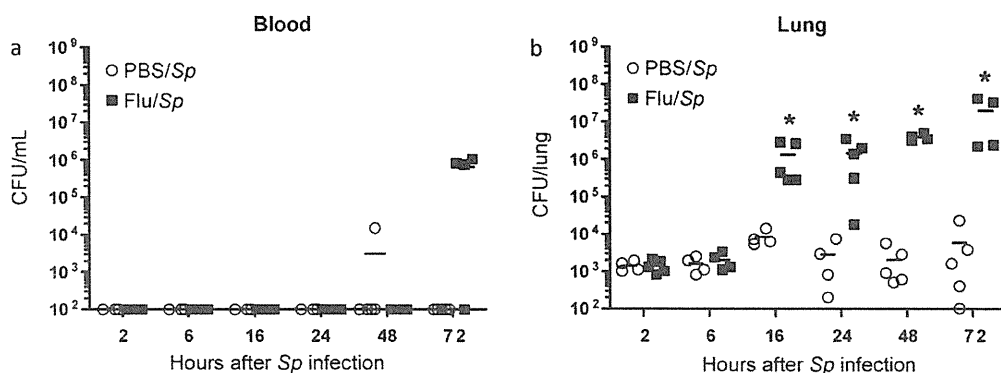 Blood
a
10⁹
10⁸
10⁷
10⁶
10⁵
10⁴
10³
10²
CFU/mL
PBS/Sp
Flu/Sp
2 6 16 24 48 72
Hours after Sp infection
Lung
b
10⁹
10⁸
10⁷
10⁶
10⁵
10⁴
10³
10²
CFU/lung
PBS/Sp
Flu/Sp
* * * *
2 6 16 24 48 72
Hours after Sp infection